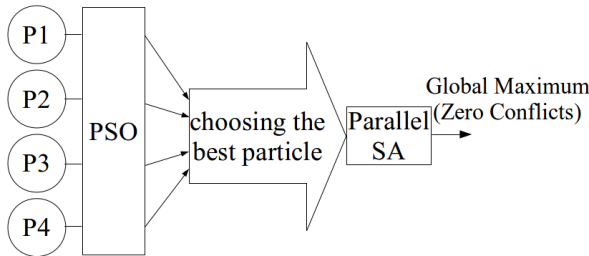 P1
P2
P3
P4
PSO
choosing the
best particle
Parallel
SA
Global Maximum
(Zero Conflicts)